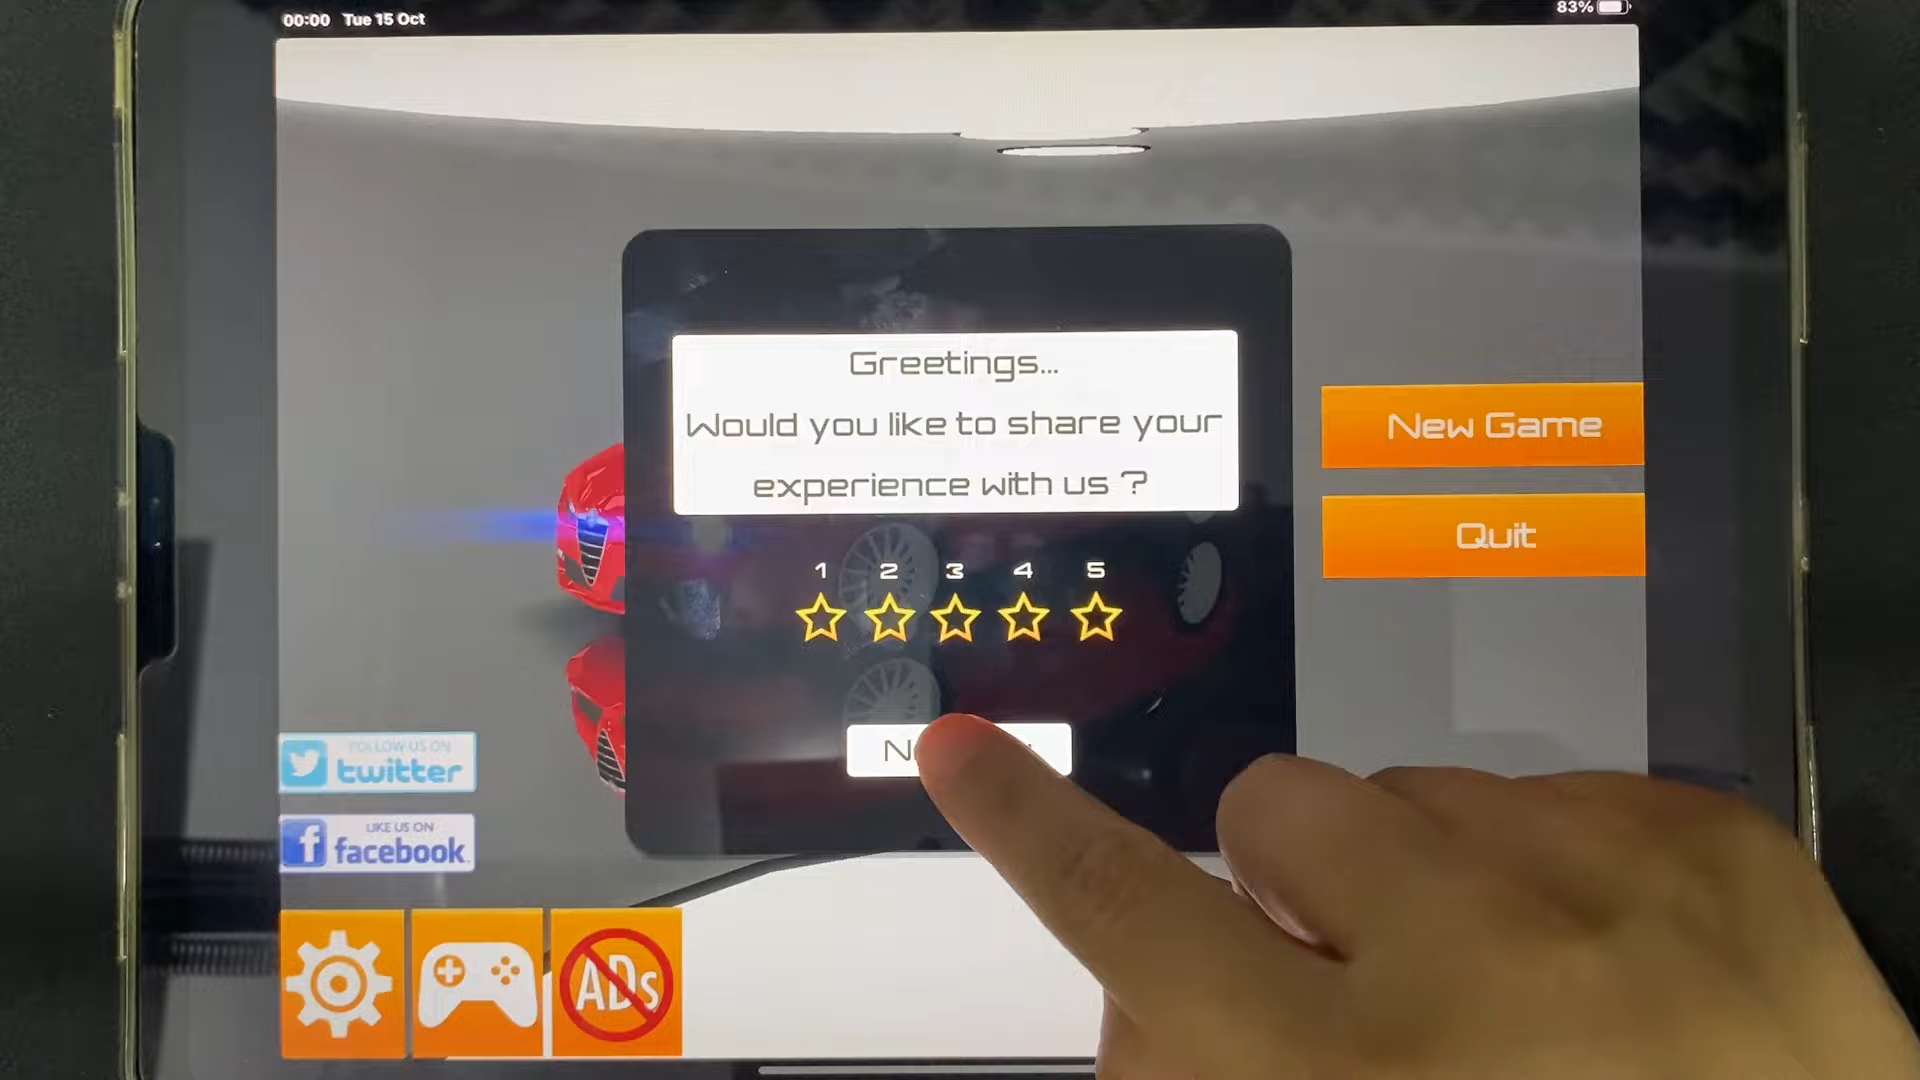 00:00 Tue 15 Oct
83%
Greetings...
Would you like to share your
experience with us ?
1 2 3 4 5
New Game
Quit
FOLLOW US ON
twitter
LIKE US ON
facebook
ADs